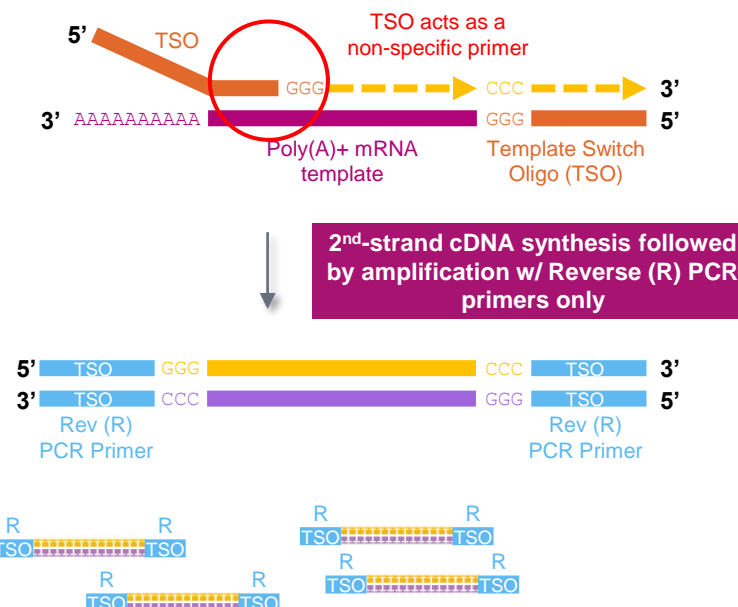 TSO acts as a
non-specific primer
5’ TSO
GGG CCC 3’
3’ AAAAAAAAAA GGG 5’
Poly(A)+ mRNA
template
Template Switch
Oligo (TSO)
2nd-strand cDNA synthesis followed
by amplification w/ Reverse (R) PCR
primers only
5’ TSO GGG CCC TSO 3’
3’ TSO CCC GGG TSO 5’
Rev (R)
PCR Primer
Rev (R)
PCR Primer
R R
TSO TSO
R R
TSO TSO
R R
TSO TSO
R R
TSO TSO